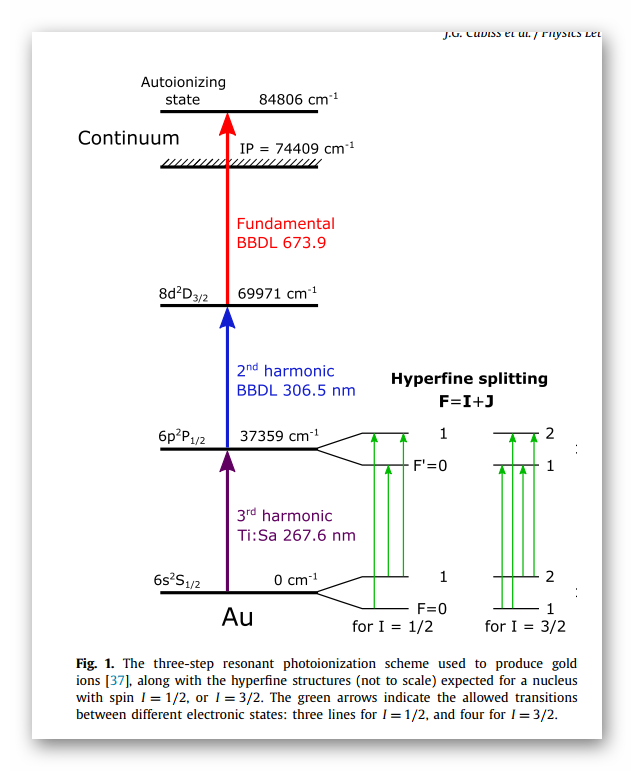 J.G. Cubiss et al. / Physics Let
Autoionizing
state 84806 cm-1
Continuum
IP = 74409 cm-1
Fundamental
BBDL 673.9
8d2D3/2 69971 cm-1
2nd harmonic
BBDL 306.5 nm
Hyperfine splitting
F=I+J
6p2P1/2 37359 cm-1
1 2
F'=0 1
3rd harmonic
Ti:Sa 267.6 nm
6s2S1/2 0 cm-1
1 2
F=0 1
Au
for I = 1/2 for I = 3/2
Fig. 1. The three-step resonant photoionization scheme used to produce gold
ions [37], along with the hyperfine structures (not to scale) expected for a nucleus
with spin I = 1/2, or I = 3/2. The green arrows indicate the allowed transitions
between different electronic states: three lines for I = 1/2, and four for I = 3/2.